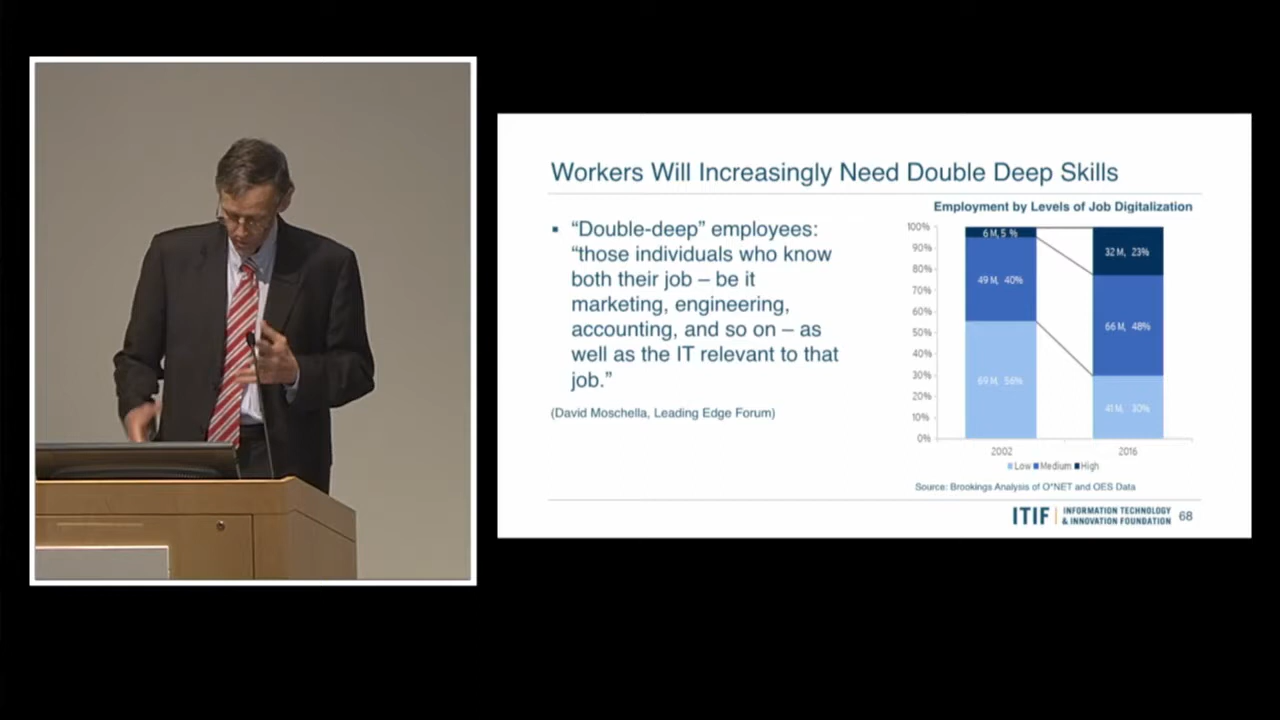 Workers Will Increasingly Need Double Deep Skills
▪ “Double-deep” employees:
“those individuals who know
both their job – be it
marketing, engineering,
accounting, and so on – as
well as the IT relevant to that
job.”
(David Moschella, Leading Edge Forum)
Employment by Levels of Job Digitalization
100%
90%
80%
70%
60%
50%
40%
30%
20%
10%
0%
6 M, 5 %
49 M, 40%
69 M, 56%
32 M, 23%
66 M, 48%
41 M, 30%
2002
2016
Low Medium High
Source: Brookings Analysis of O*NET and OES Data
ITIF | INFORMATION TECHNOLOGY
& INNOVATION FOUNDATION
68